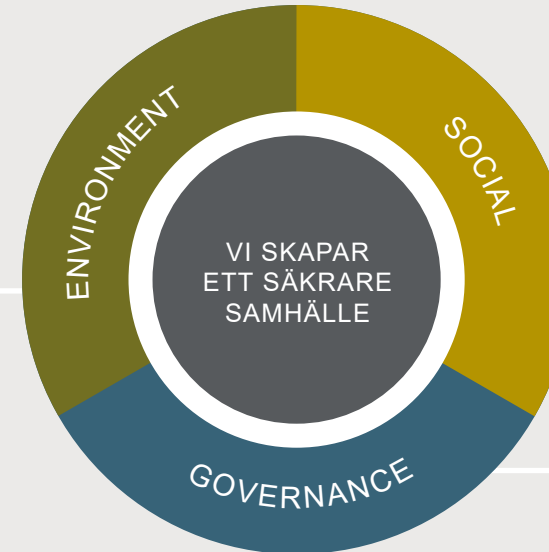 ENVIRONMENT
SOCIAL
VI SKAPAR
ETT SÄKRARE
SAMHÄLLE
GOVERNANCE